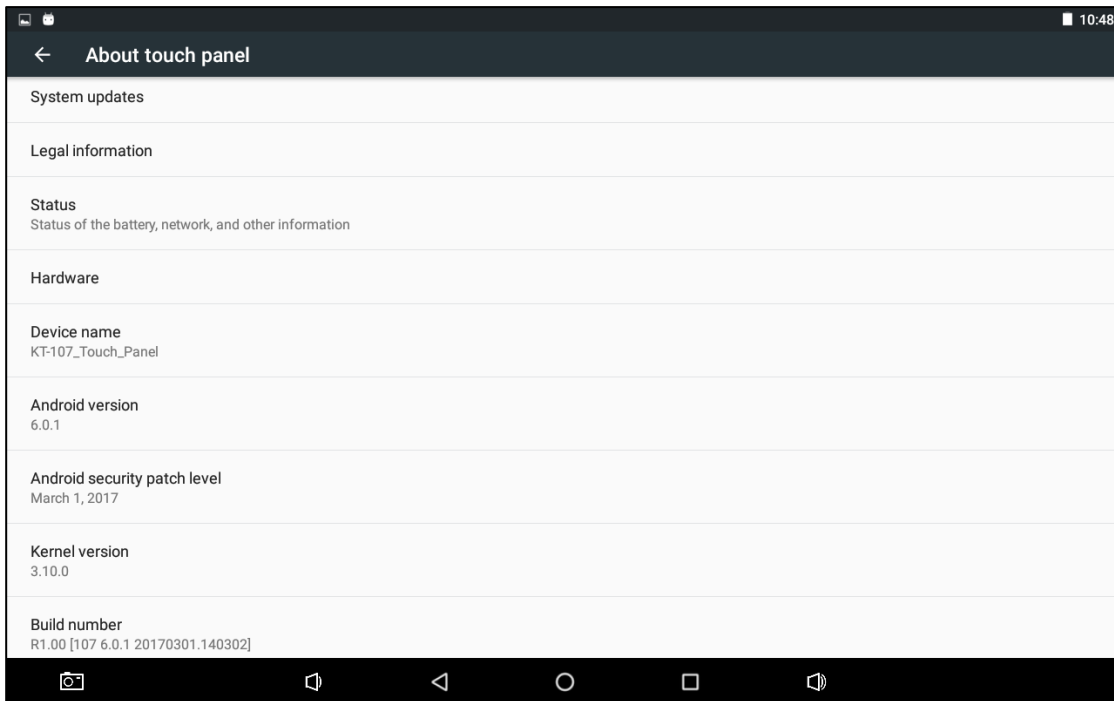 10:48
About touch panel
System updates
Legal information
Status
Status of the battery, network, and other information
Hardware
Device name
KT-107_Touch_Panel
Android version
6.0.1
Android security patch level
March 1, 2017
Kernel version
3.10.0
Build number
R1.00 [107 6.0.1 20170301.140302]